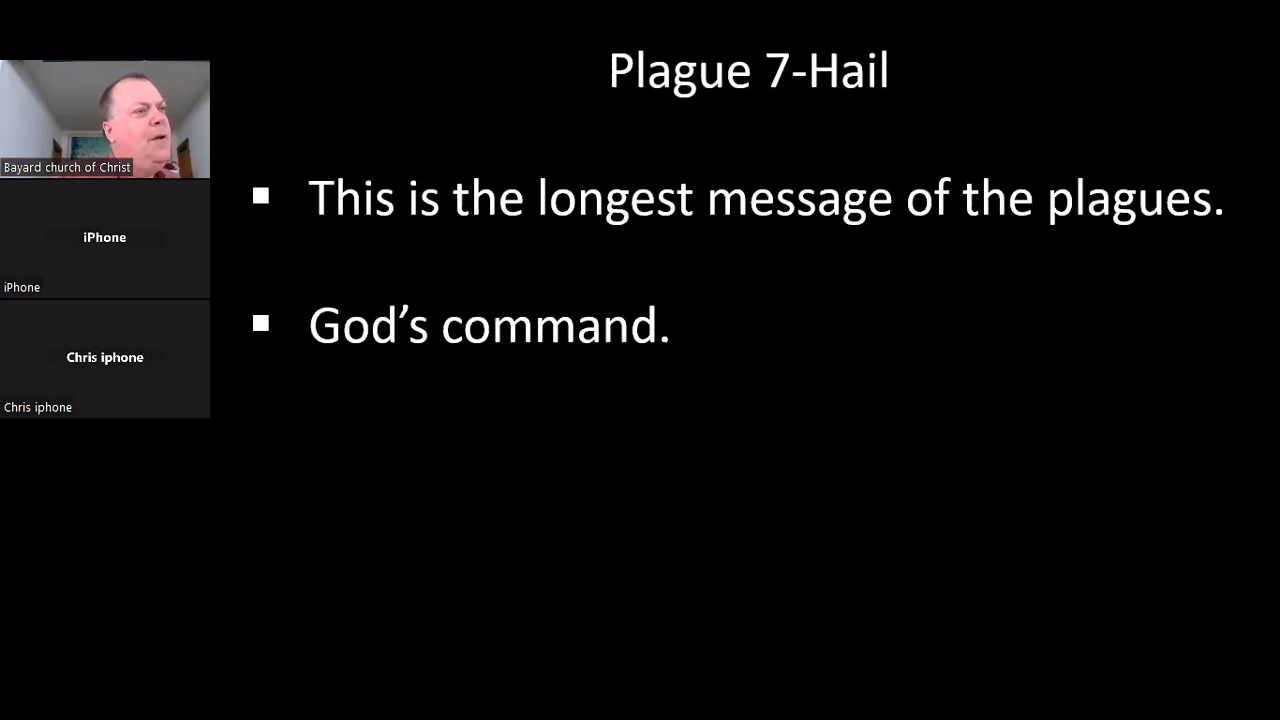 Plague 7-Hail
Bayard church of Christ
▪ This is the longest message of the plagues.
iPhone
iPhone
▪ God’s command.
Chris iphone
Chris iphone